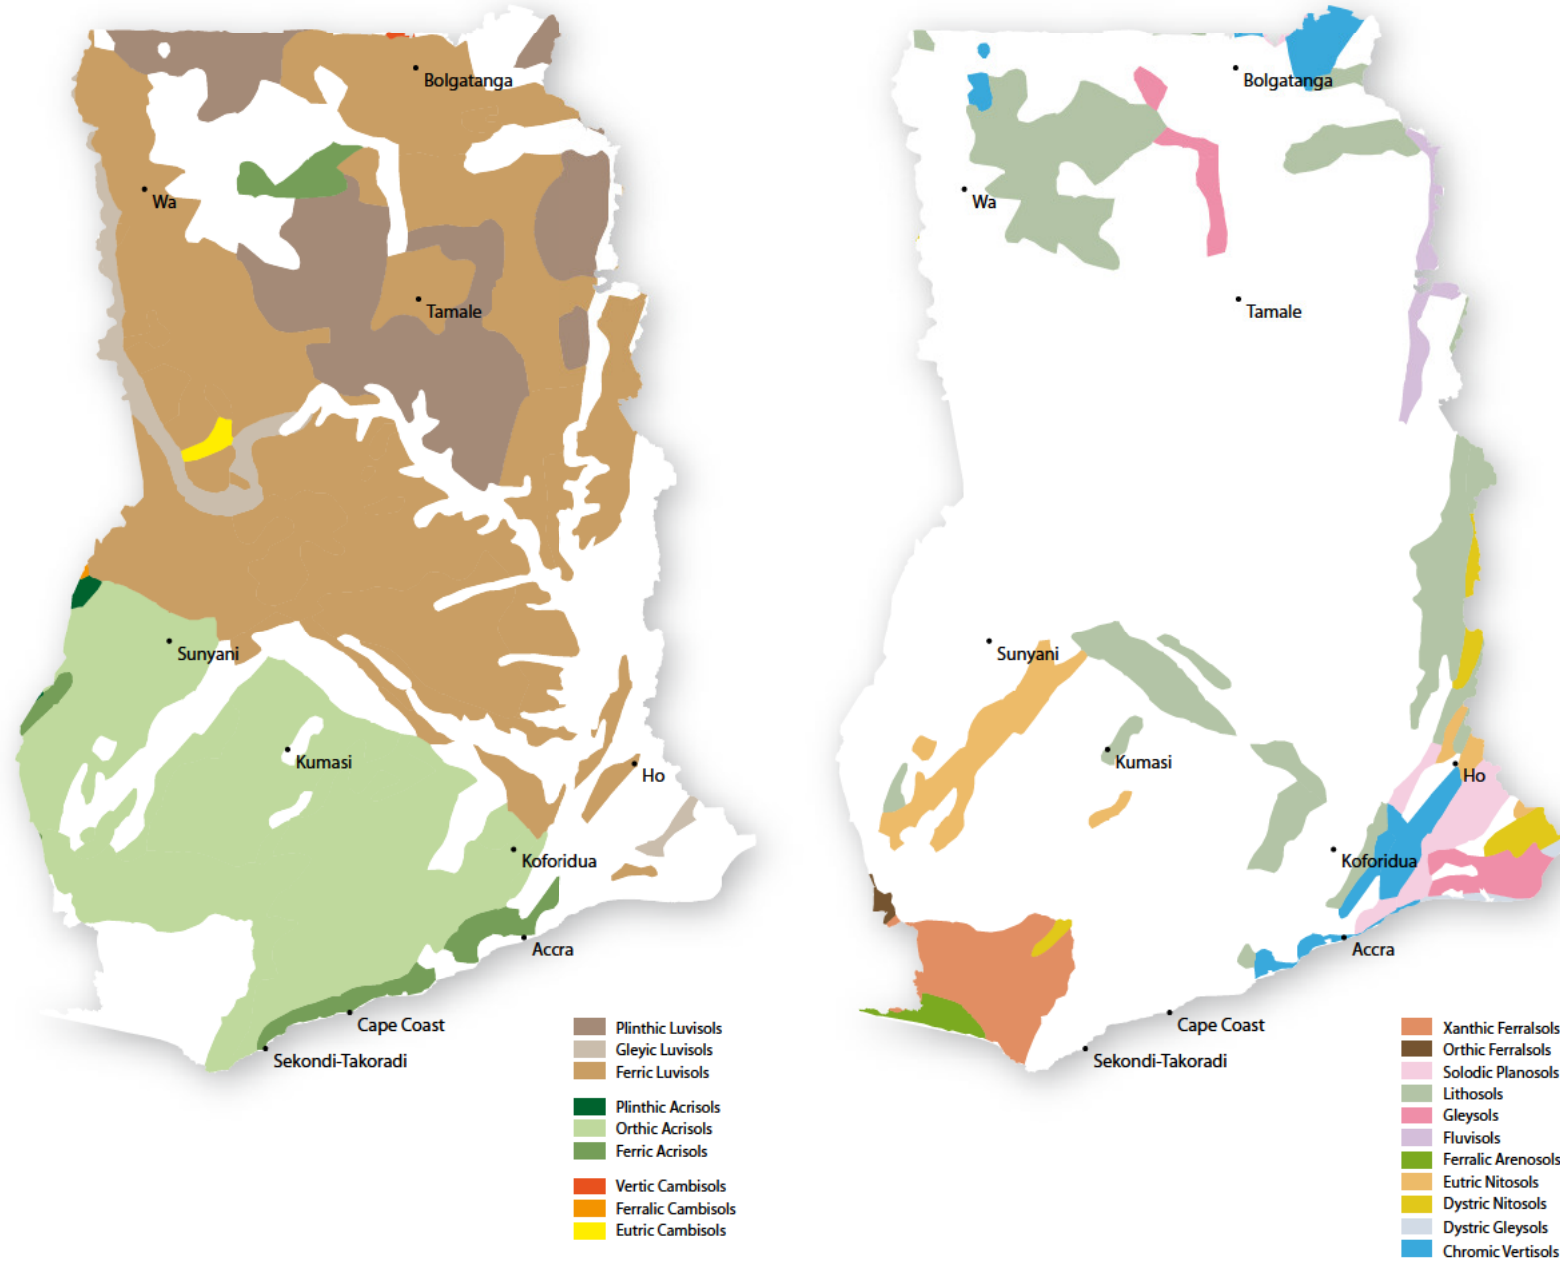 Bolgatanga
Wa
Tamale
Sunyani
Kumasi
Ho
Koforidua
Accra
Cape Coast
Sekondi-Takoradi
Plinthic Luvisols
Gleyic Luvisols
Ferric Luvisols
Plinthic Acrisols
Orthic Acrisols
Ferric Acrisols
Vertic Cambisols
Ferralic Cambisols
Eutric Cambisols
Bolgatanga
Wa
Tamale
Sunyani
Kumasi
Ho
Koforidua
Accra
Cape Coast
Sekondi-Takoradi
Xanthic Ferralsols
Orthic Ferralsols
Solodic Planosols
Lithosols
Gleysols
Fluvisols
Ferralic Arenosols
Eutric Nitosols
Dystric Nitosols
Dystric Gleysols
Chromic Vertisols